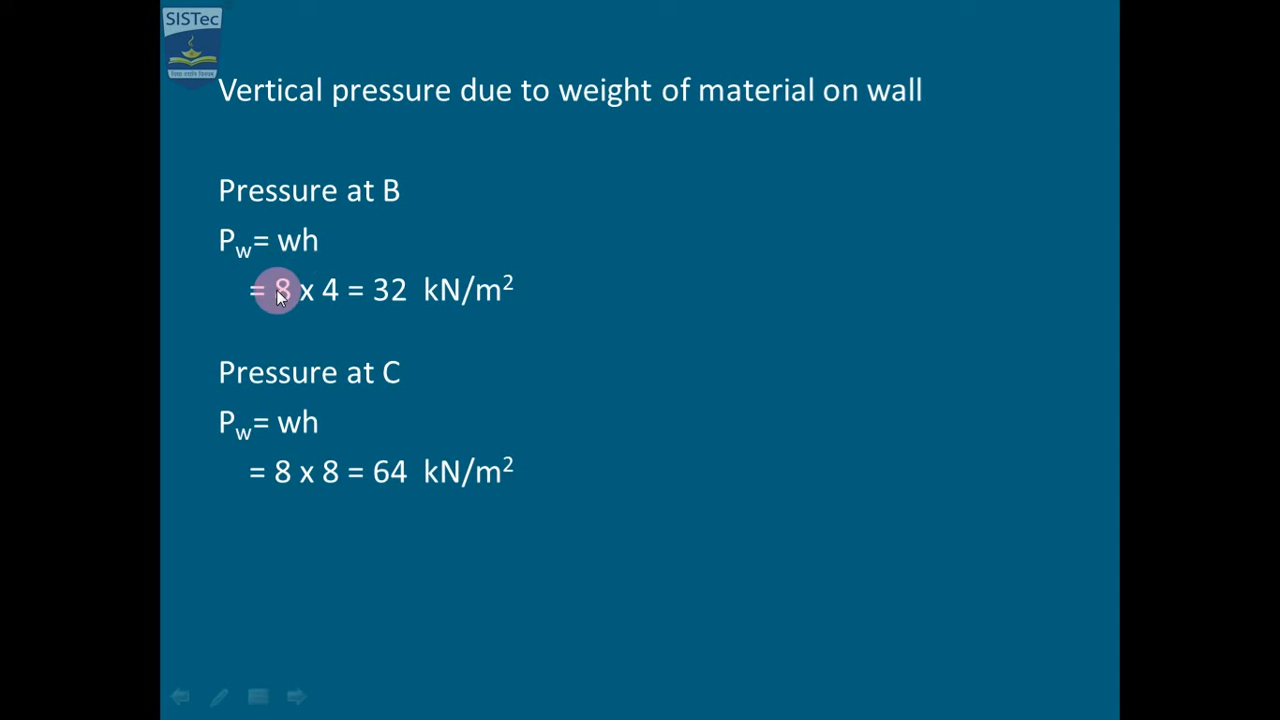 SISTec
Vertical pressure due to weight of material on wall
Pressure at B
Pw= wh
= 8 x 4 = 32 kN/m²
Pressure at C
Pw= wh
= 8 x 8 = 64 kN/m²